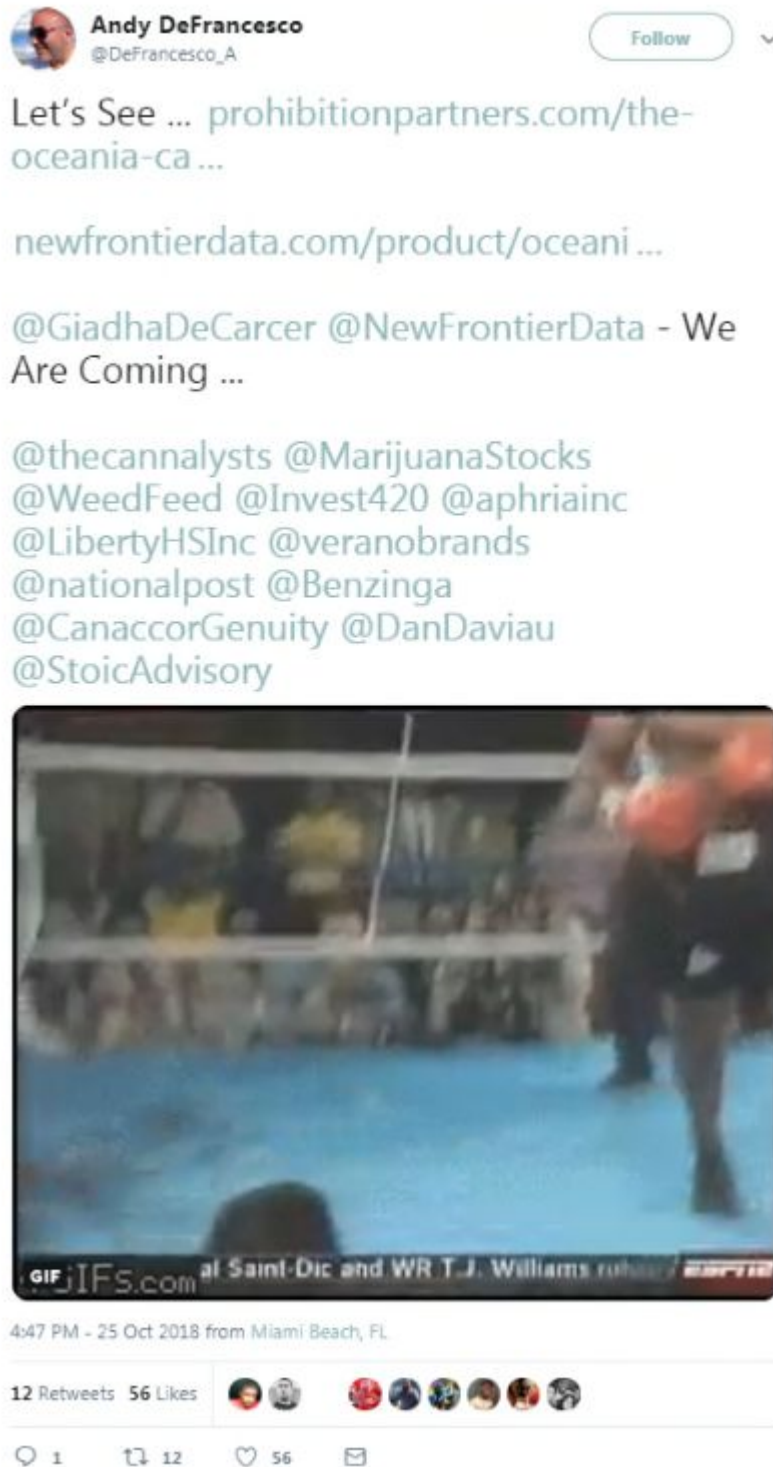 Andy DeFrancesco
@DeFrancesco_A
Follow
Let's See ... prohibitionpartners.com/the-
oceania-ca...
newfrontierdata.com/product/oceani...
@GiadhaDeCarcer @NewFrontierData - We
Are Coming ...
@thecannalysts @MarijuanaStocks
@WeedFeed @Invest420 @aphriainc
@LibertyHSInc @veranobrands
@nationalpost @Benzinga
@CanaccorGenuity @DanDaviau
@StoicAdvisory
al Saint-Dic and WR T.J. Williams
GIF
4:47 PM - 25 Oct 2018 from Miami Beach, FL
12 Retweets 56 Likes
1 12 56